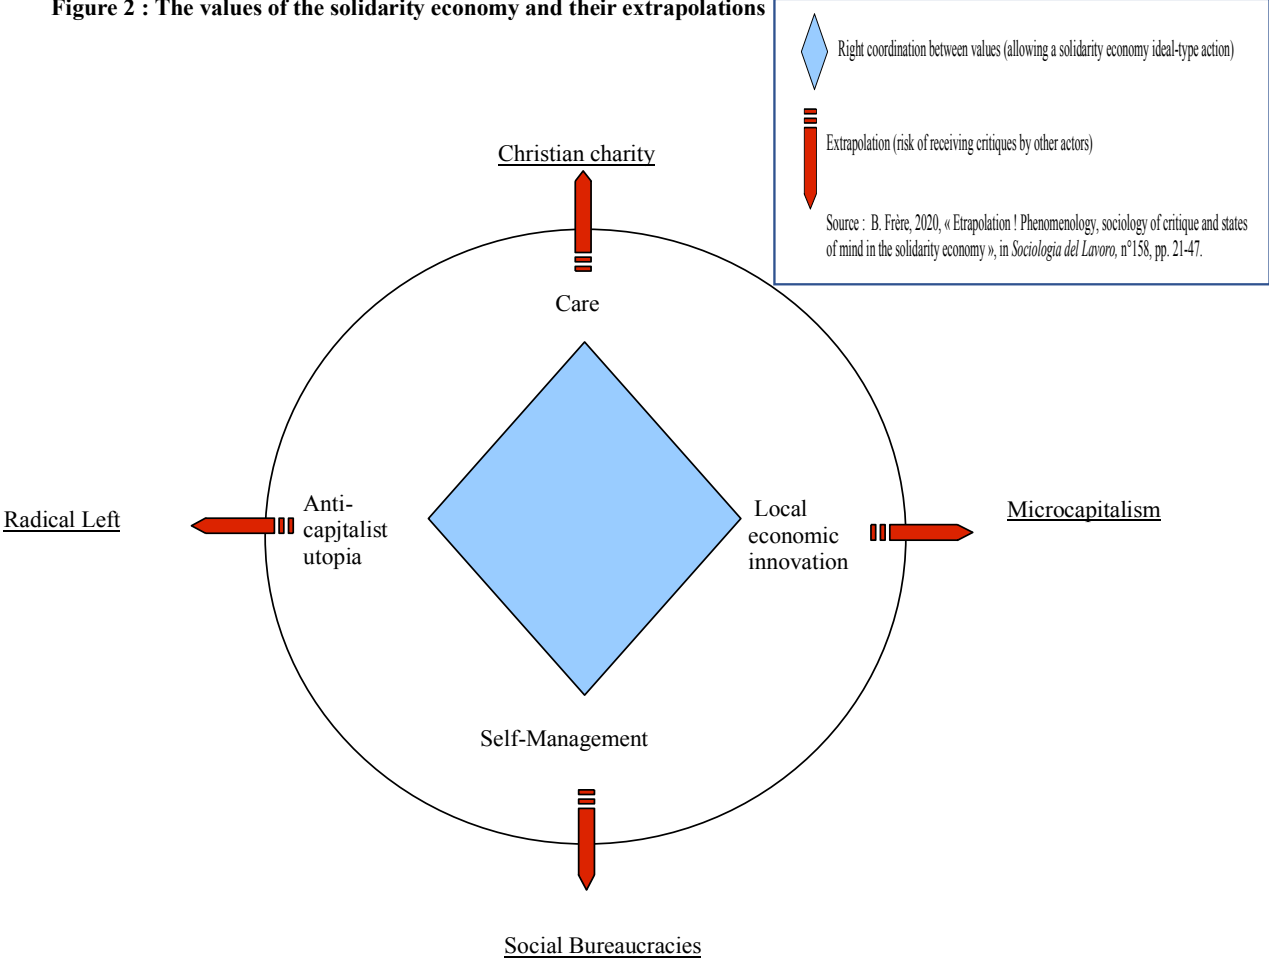 Figure 2 : The values of the solidarity economy and their extrapolations
Right coordination between values (allowing a solidarity economy ideal-type action)
Extrapolation (risk of receiving critiques by other actors)
Source : B. Frère, 2020, « Etrapolation ! Phenomenology, sociology of critique and states
of mind in the solidarity economy », in Sociologia del Lavoro, n°158, pp. 21-47.
Christian charity
Care
Radical Left
Anti-
capjtalist
utopia
Local
economic
innovation
Microcapitalism
Self-Management
Social Bureaucracies